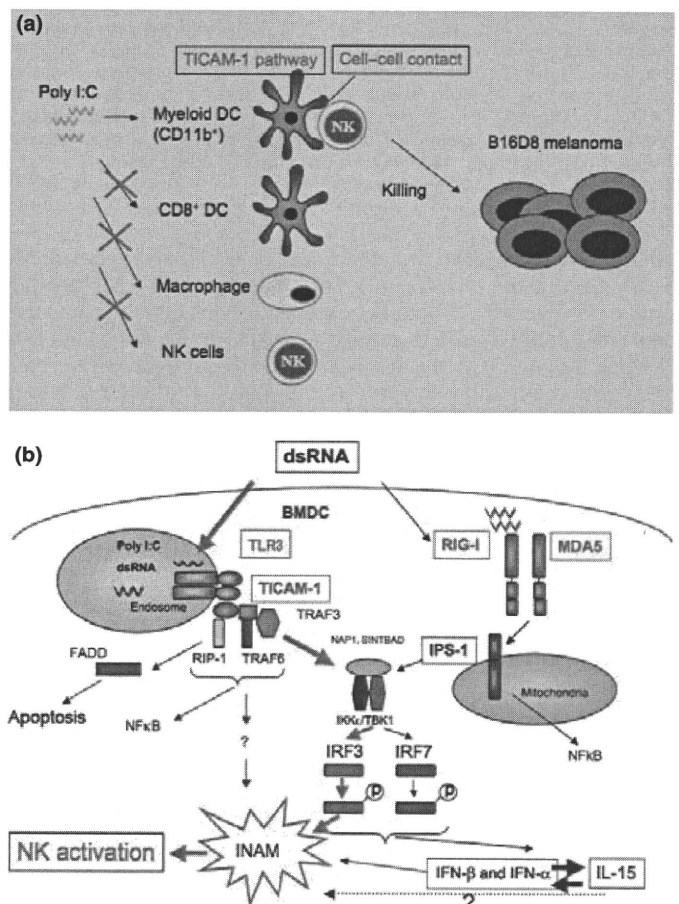 (a)
TICAM-1 pathway
Cell–cell contact
Poly I:C
Myeloid DC
(CD11b⁺)
NK
B16D8 melanoma
Killing
CD8⁺ DC
Macrophage
NK cells
NK
(b)
dsRNA
BMDC
Poly I:C
dsRNA
Endosome
TLR3
TICAM-1
TRAF3
RIG-I
MDA5
FADD
RIP-1
TRAF6
NAP1, SINTBAD
IPS-1
Mitochondria
Apoptosis
NFκB
IKKε/TBK1
NFkB
?
IRF3
IRF7
P
P
NK activation
INAM
IFN-β and IFN-α
IL-15
?